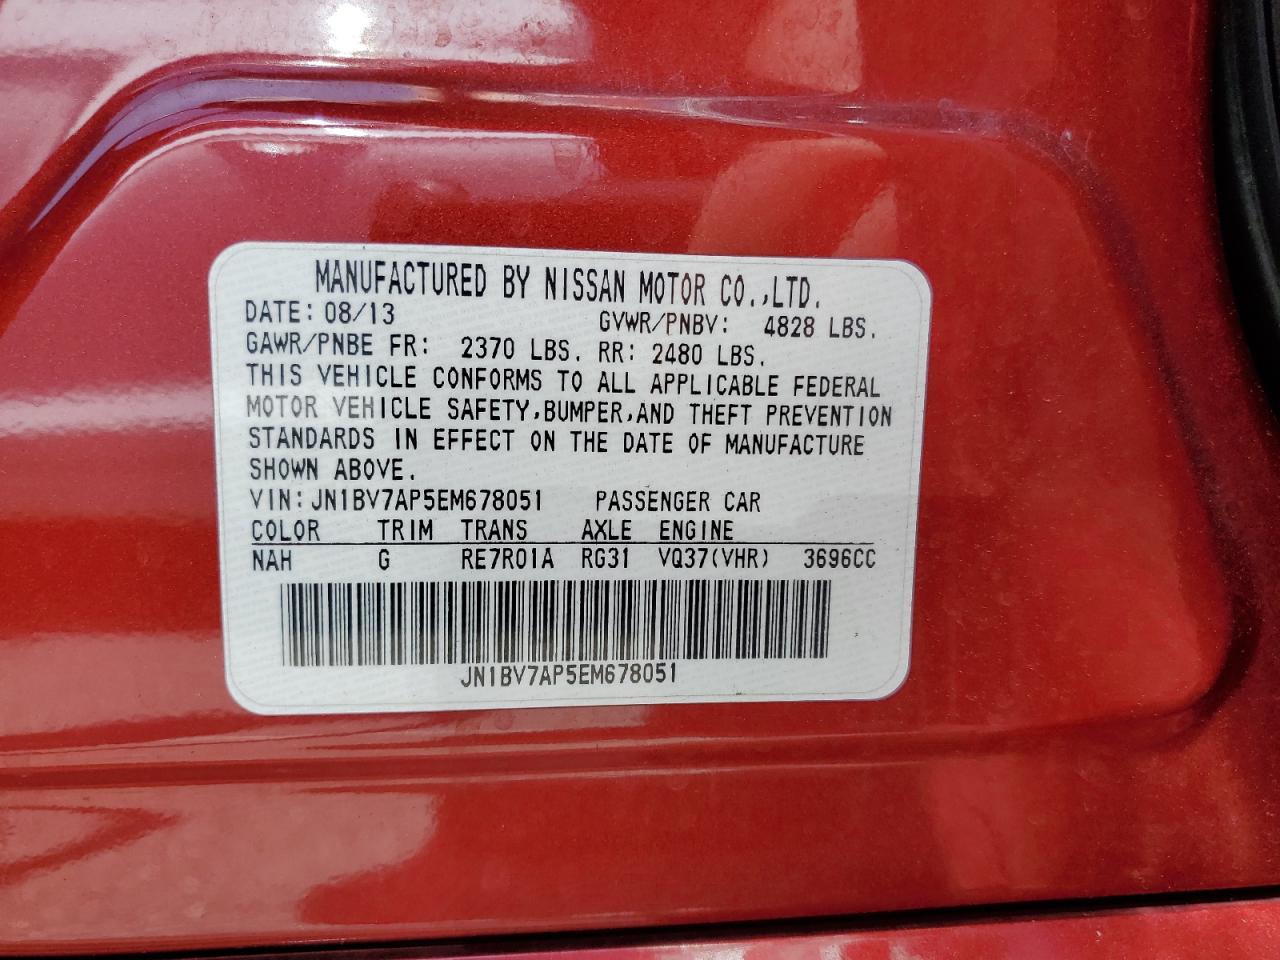 MANUFACTURED BY NISSAN MOTOR CO.,LTD.
DATE: 08/13 GVWR/PNBV: 4828 LBS.
GAWR/PNBE FR: 2370 LBS. RR: 2480 LBS.
THIS VEHICLE CONFORMS TO ALL APPLICABLE FEDERAL
MOTOR VEHICLE SAFETY,BUMPER,AND THEFT PREVENTION
STANDARDS IN EFFECT ON THE DATE OF MANUFACTURE
SHOWN ABOVE.
VIN:JN1BV7AP5EM678051 PASSENGER CAR
COLOR TRIM TRANS AXLE ENGINE
NAH G RE7R01A RG31 VQ37(VHR) 3696CC
JN1BV7AP5EM678051